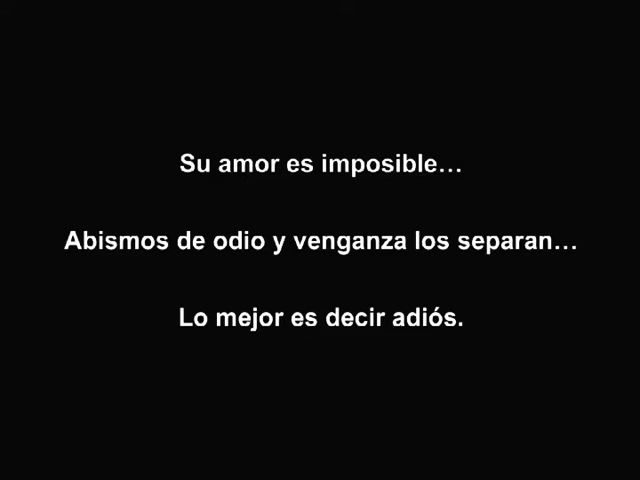 Su amor es imposible…
Abismos de odio y venganza los separan…
Lo mejor es decir adiós.